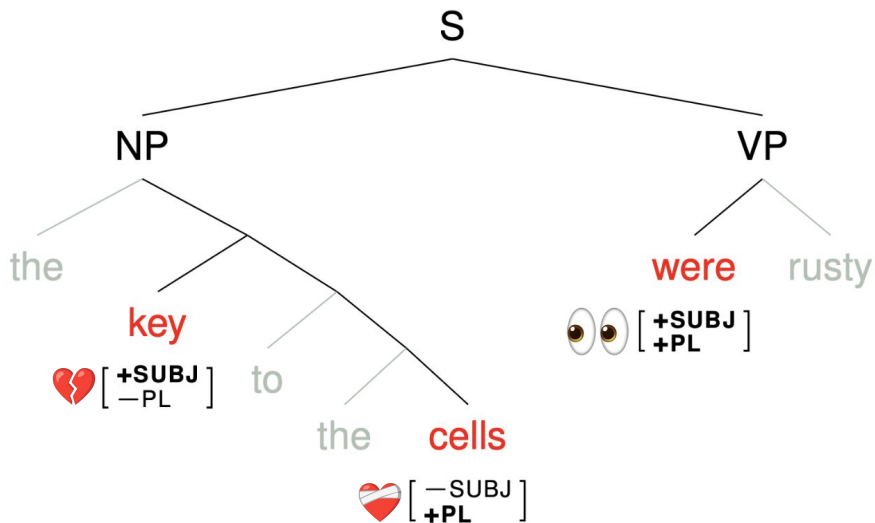 S
NP
VP
the
were
rusty
key
+SUBJ
+PL
+SUBJ
—PL
to
the
cells
—SUBJ
+PL